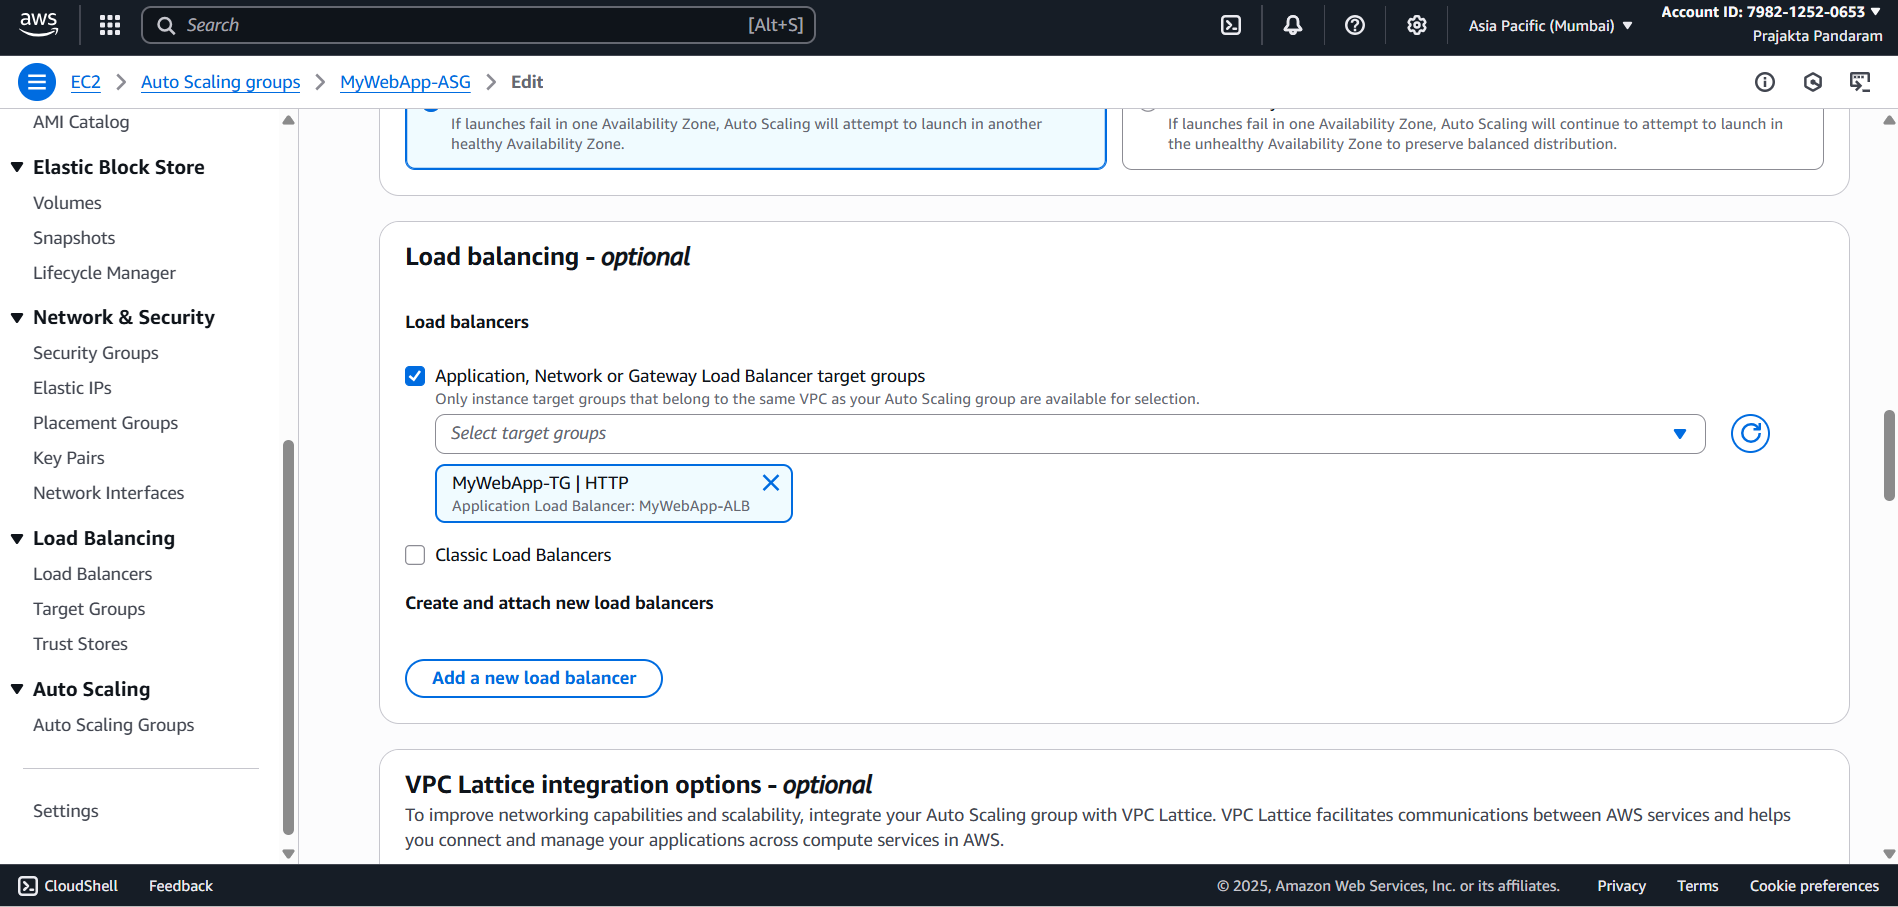 aws
Search [Alt+S]
Asia Pacific (Mumbai)
Account ID: 7982-1252-0653
Prajakta Pandaram
EC2 > Auto Scaling groups > MyWebApp-ASG > Edit
AMI Catalog
Elastic Block Store
Volumes
Snapshots
Lifecycle Manager
Network & Security
Security Groups
Elastic IPs
Placement Groups
Key Pairs
Network Interfaces
Load Balancing
Load Balancers
Target Groups
Trust Stores
Auto Scaling
Auto Scaling Groups
Settings
If launches fail in one Availability Zone, Auto Scaling will attempt to launch in another
healthy Availability Zone.
If launches fail in one Availability Zone, Auto Scaling will continue to attempt to launch in
the unhealthy Availability Zone to preserve balanced distribution.
Load balancing - optional
Load balancers
Application, Network or Gateway Load Balancer target groups
Only instance target groups that belong to the same VPC as your Auto Scaling group are available for selection.
Select target groups
MyWebApp-TG | HTTP
Application Load Balancer: MyWebApp-ALB
Classic Load Balancers
Create and attach new load balancers
Add a new load balancer
VPC Lattice integration options - optional
To improve networking capabilities and scalability, integrate your Auto Scaling group with VPC Lattice. VPC Lattice facilitates communications between AWS services and helps
you connect and manage your applications across compute services in AWS.
CloudShell Feedback
© 2025, Amazon Web Services, Inc. or its affiliates. Privacy Terms Cookie preferences